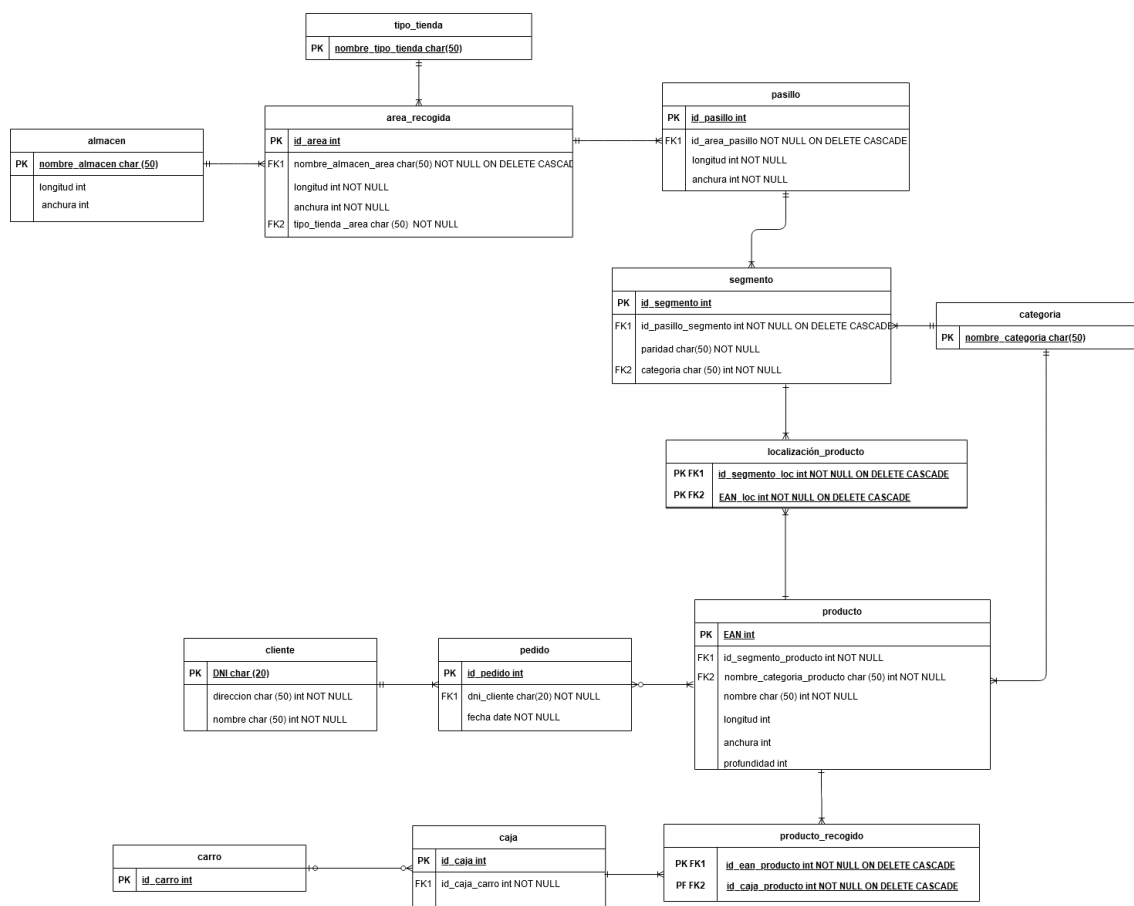 tipo_tienda
PK nombre_tipo_tienda char(50)
almacen
PK nombre_almacen char (50)
longitud int
anchura int
area_recogida
PK id_area int
FK1 nombre_almacen_area char(50) NOT NULL ON DELETE CASCAD
longitud int NOT NULL
anchura int NOT NULL
FK2 tipo_tienda _area char (50) NOT NULL
pasillo
PK id_pasillo int
FK1 id_area_pasillo NOT NULL ON DELETE CASCADE
longitud int NOT NULL
anchura int NOT NULL
segmento
PK id_segmento int
FK1 id_pasillo_segmento int NOT NULL ON DELETE CASCADE
paridad char(50) NOT NULL
FK2 categoria char (50) int NOT NULL
categoria
PK nombre_categoria char(50)
localización_producto
PK FK1 id_segmento_loc int NOT NULL ON DELETE CASCADE
PK FK2 EAN_loc int NOT NULL ON DELETE CASCADE
producto
PK EAN int
FK1 id_segmento_producto int NOT NULL
FK2 nombre_categoria_producto char (50) int NOT NULL
nombre char (50) int NOT NULL
longitud int
anchura int
profundidad int
cliente
PK DNI char (20)
direccion char (50) int NOT NULL
nombre char (50) int NOT NULL
pedido
PK id_pedido int
FK1 dni_cliente char(20) NOT NULL
fecha date NOT NULL
carro
PK id_carro int
caja
PK id_caja int
FK1 id_caja_carro int NOT NULL
producto_recogido
PK FK1 id_ean_producto int NOT NULL ON DELETE CASCADE
PF FK2 id_caja_producto int NOT NULL ON DELETE CASCADE